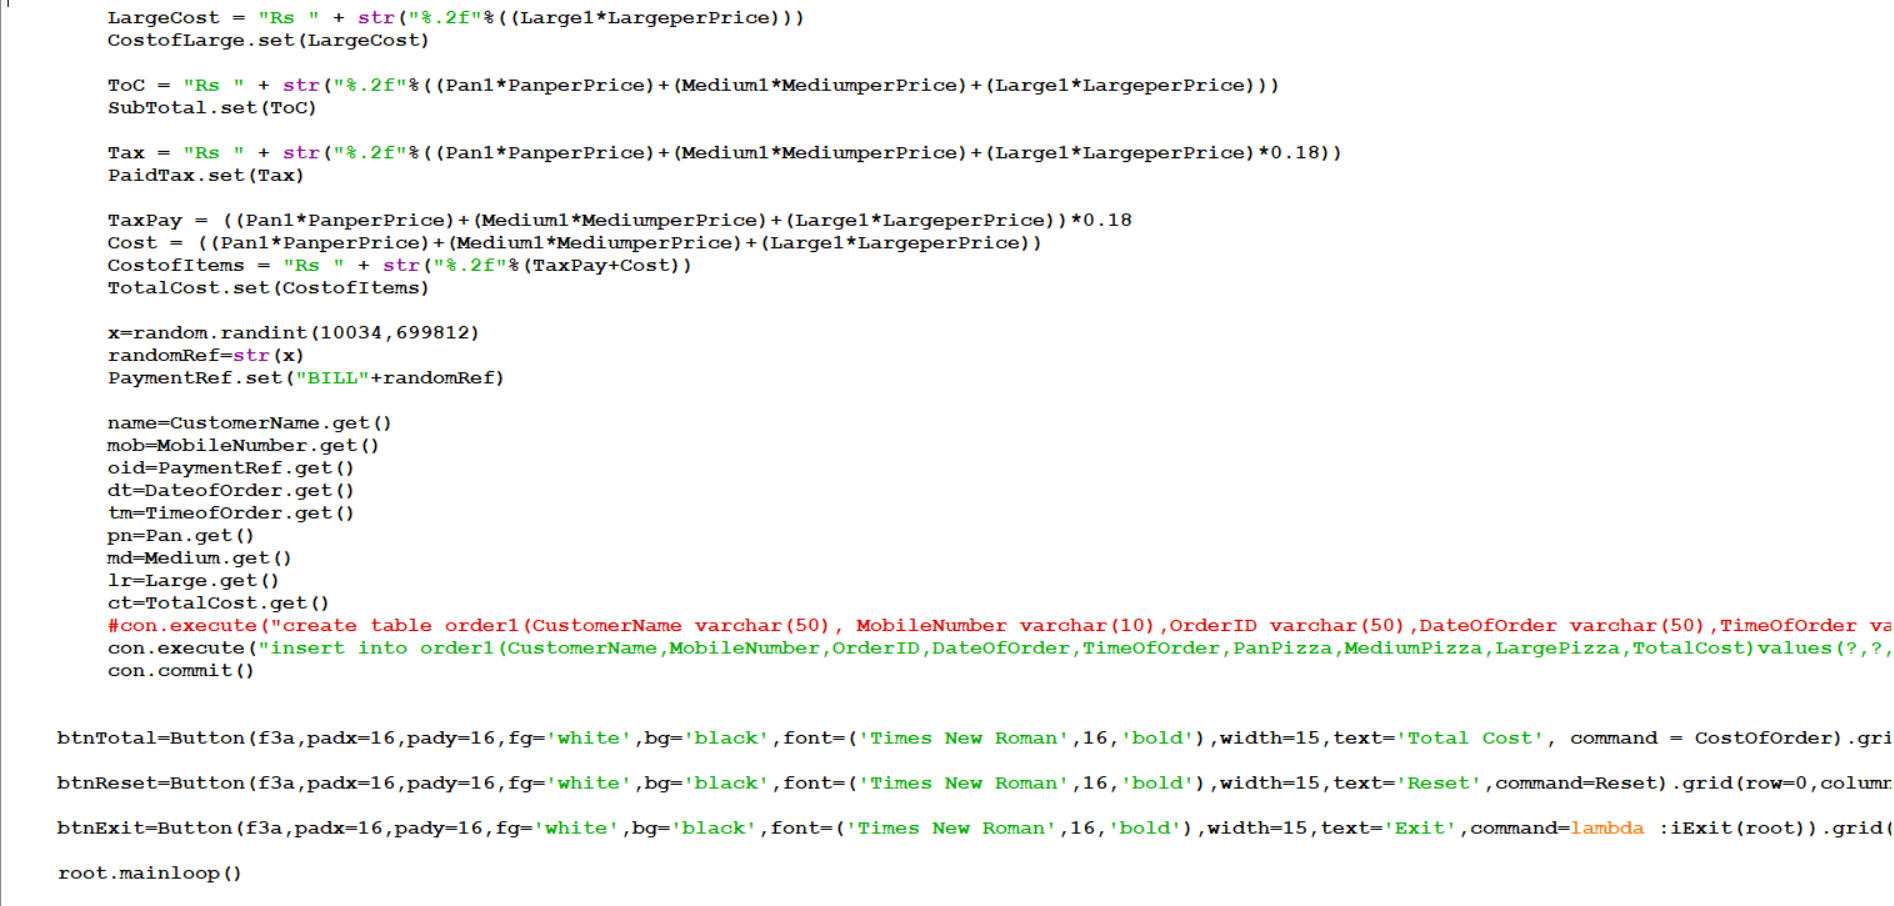 LargeCost = "Rs " + str("%.2f"%((Large1*LargeperPrice)))
CostofLarge.set(LargeCost)
ToC = "Rs " + str("%.2f"%((Pan1*PanperPrice)+(Medium1*MediumperPrice)+(Large1*LargeperPrice)))
SubTotal.set(ToC)
Tax = "Rs " + str("%.2f"%((Pan1*PanperPrice)+(Medium1*MediumperPrice)+(Large1*LargeperPrice)*0.18))
PaidTax.set(Tax)
TaxPay = ((Pan1*PanperPrice)+(Medium1*MediumperPrice)+(Large1*LargeperPrice))*0.18
Cost = ((Pan1*PanperPrice)+(Medium1*MediumperPrice)+(Large1*LargeperPrice))
CostofItems = "Rs " + str("%.2f"%(TaxPay+Cost))
TotalCost.set(CostofItems)
x=random.randint(10034,699812)
randomRef=str(x)
PaymentRef.set("BILL"+randomRef)
name=CustomerName.get()
mob=MobileNumber.get()
oid=PaymentRef.get()
dt=DateofOrder.get()
tm=TimeofOrder.get()
pn=Pan.get()
md=Medium.get()
lr=Large.get()
ct=TotalCost.get()
#con.execute("create table order1(CustomerName varchar(50), MobileNumber varchar(10),OrderID varchar(50),DateOfOrder varchar(50),TimeOfOrder va
con.execute("insert into order1(CustomerName,MobileNumber,OrderID,DateOfOrder,TimeOfOrder,PanPizza,MediumPizza,LargePizza,TotalCost)values(?,?,
con.commit()
btnTotal=Button(f3a,padx=16,pady=16,fg='white',bg='black',font=('Times New Roman',16,'bold'),width=15,text='Total Cost', command = CostOfOrder).gri
btnReset=Button(f3a,padx=16,pady=16,fg='white',bg='black',font=('Times New Roman',16,'bold'),width=15,text='Reset',command=Reset).grid(row=0,column
btnExit=Button(f3a,padx=16,pady=16,fg='white',bg='black',font=('Times New Roman',16,'bold'),width=15,text='Exit',command=lambda :iExit(root)).grid(
root.mainloop()